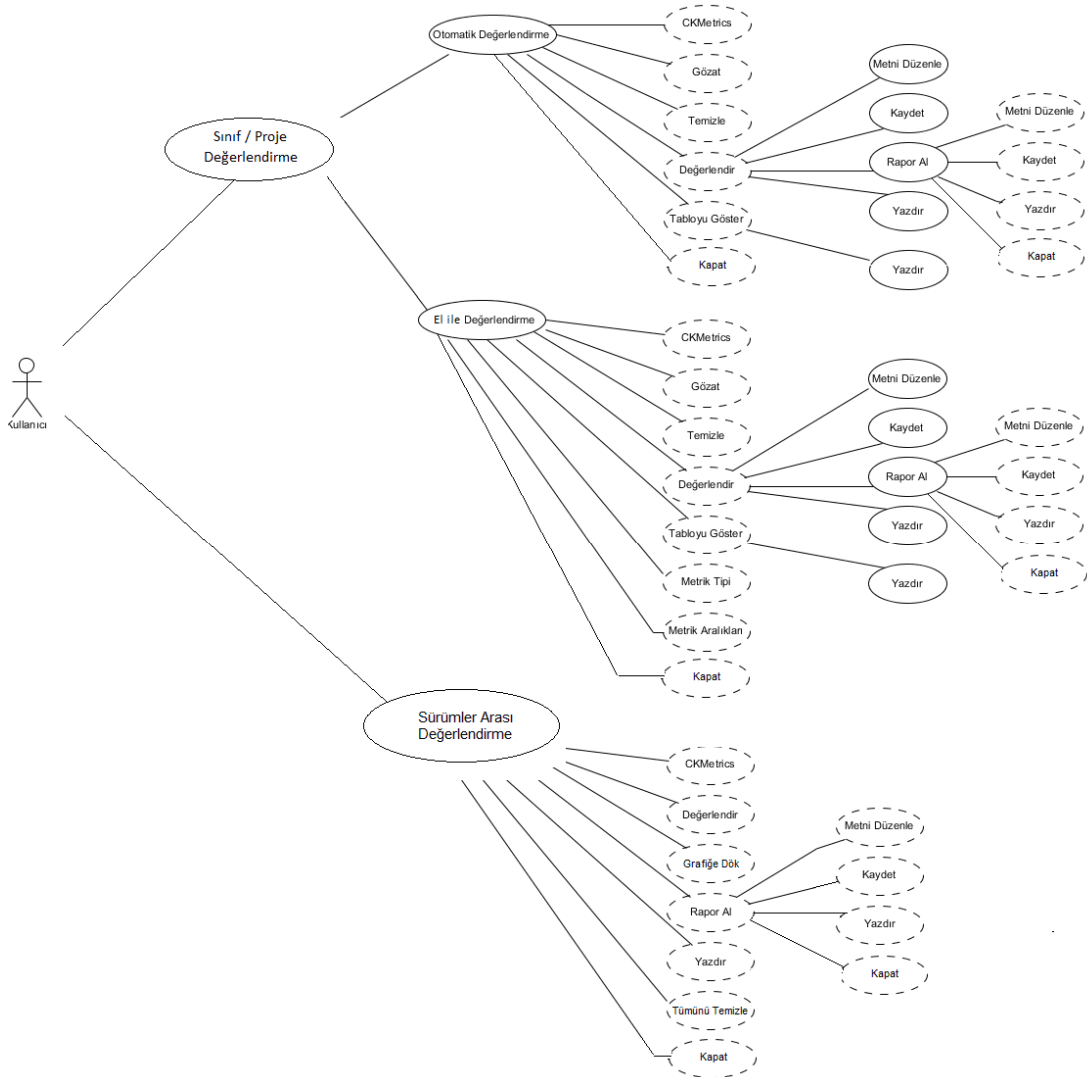 Otomatik Değerlendirme
CKMetrics
Gözat
Temizle
Değerlendir
Tabloyu Göster
Kapat
Metni Düzenle
Kaydet
Rapor Al
Yazdır
Yazdır
Metni Düzenle
Kaydet
Yazdır
Kapat
Sınıf / Proje
Değerlendirme
El ile Değerlendirme
CKMetrics
Gözat
Temizle
Değerlendir
Tabloyu Göster
Metrik Tipi
Metrik Aralıkları
Kapat
Metni Düzenle
Kaydet
Rapor Al
Yazdır
Yazdır
Metni Düzenle
Kaydet
Yazdır
Kapat
Kullanıcı
Sürümler Arası
Değerlendirme
CKMetrics
Değerlendir
Grafiğe Dök
Rapor Al
Yazdır
Tümünü Temizle
Kapat
Metni Düzenle
Kaydet
Yazdır
Kapat